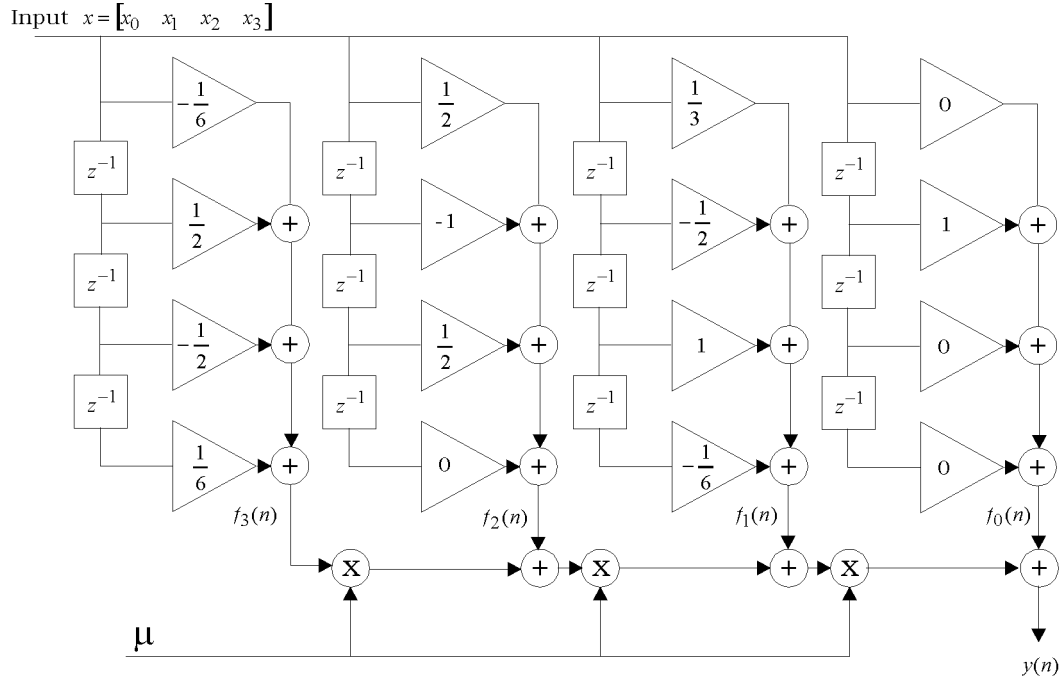 Input x = [x₀ x₁ x₂ x₃]
-1/6 1/2 1/3 0
z⁻¹ z⁻¹ z⁻¹ z⁻¹
1/2 + -1 + -1/2 + 1 +
z⁻¹ z⁻¹ z⁻¹ z⁻¹
-1/2 + 1/2 + 1 + 0 +
z⁻¹ z⁻¹ z⁻¹ z⁻¹
1/6 + 0 + -1/6 + 0 +
f₃(n) f₂(n) f₁(n) f₀(n)
X + X + X +
μ
y(n)